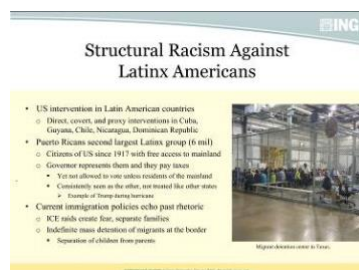 ING
Structural Racism Against
Latinx Americans
• US intervention in Latin American countries
o Direct, covert, and proxy interventions in Cuba,
Guyana, Chile, Nicaragua, Dominican Republic
• Puerto Ricans second largest Latinx group (6 mil)
o Citizens of US since 1917 with free access to mainland
o Governor represents them and they pay taxes
• Yet not allowed to vote unless residents of the mainland
• Consistently seen as the other, not treated like other states
➢ Example of Trump during hurricane
• Current immigration policies echo past rhetoric
o ICE raids create fear, separate families
o Indefinite mass detention of migrants at the border
• Separation of children from parents
Migrant detention center in Texas.